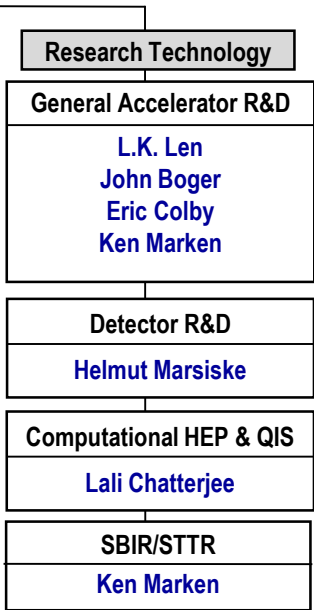 Research Technology
General Accelerator R&D
L.K. Len
John Boger
Eric Colby
Ken Marken
Detector R&D
Helmut Marsiske
Computational HEP & QIS
Lali Chatterjee
SBIR/STTR
Ken Marken